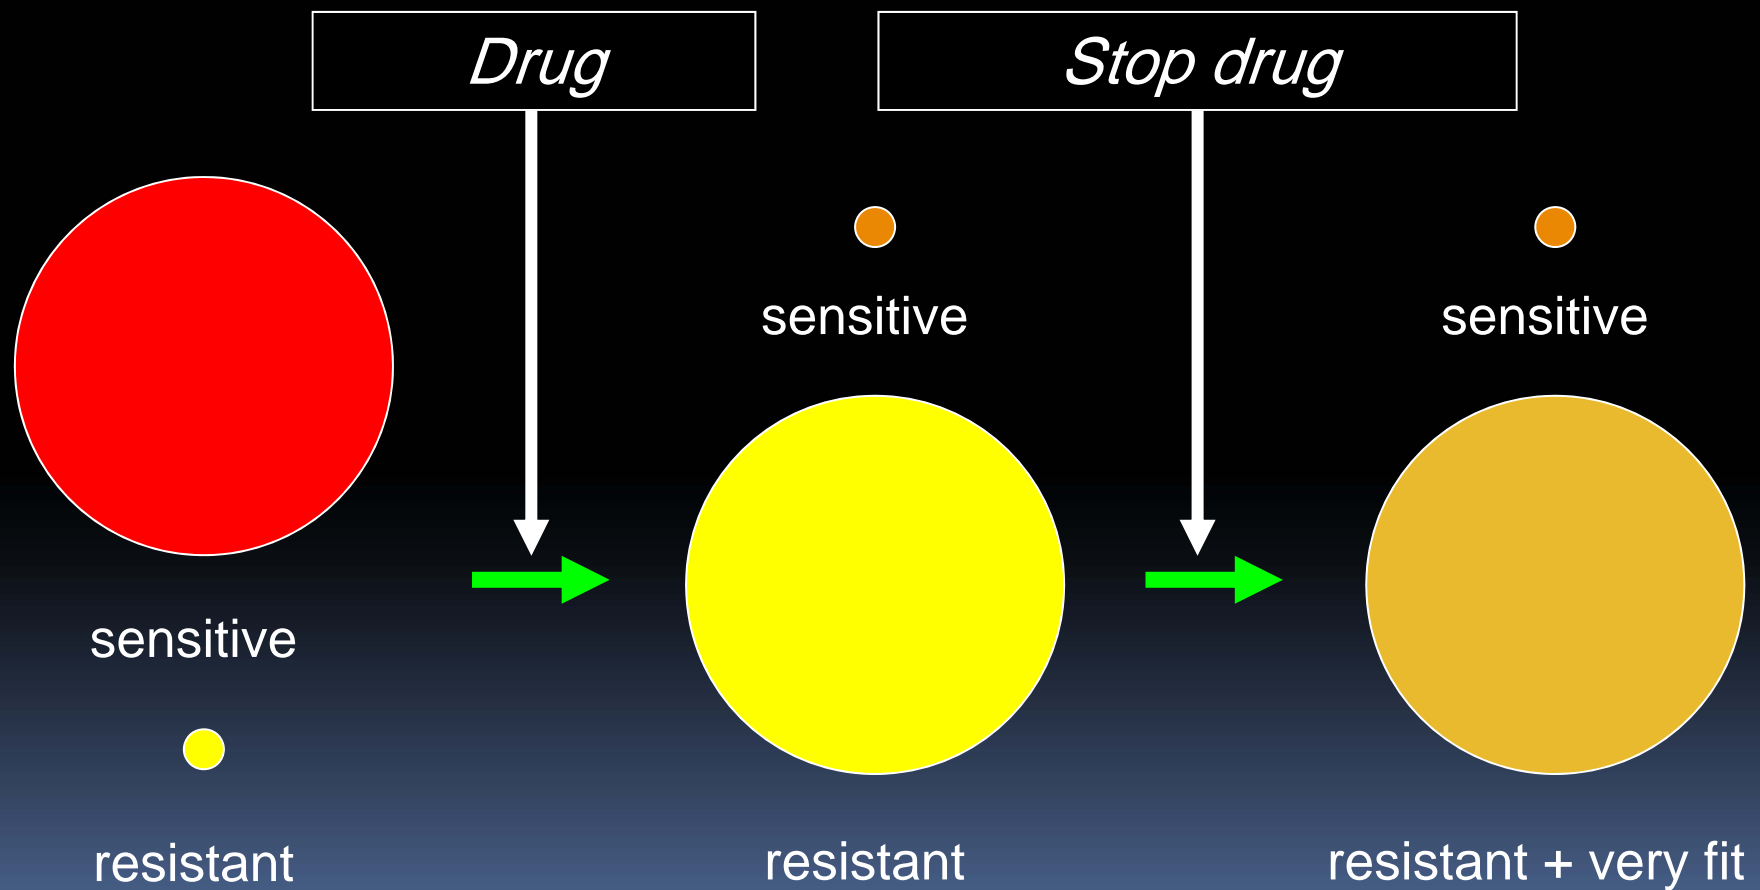 Drug
Stop drug
sensitive
resistant
sensitive
resistant
sensitive
resistant + very fit